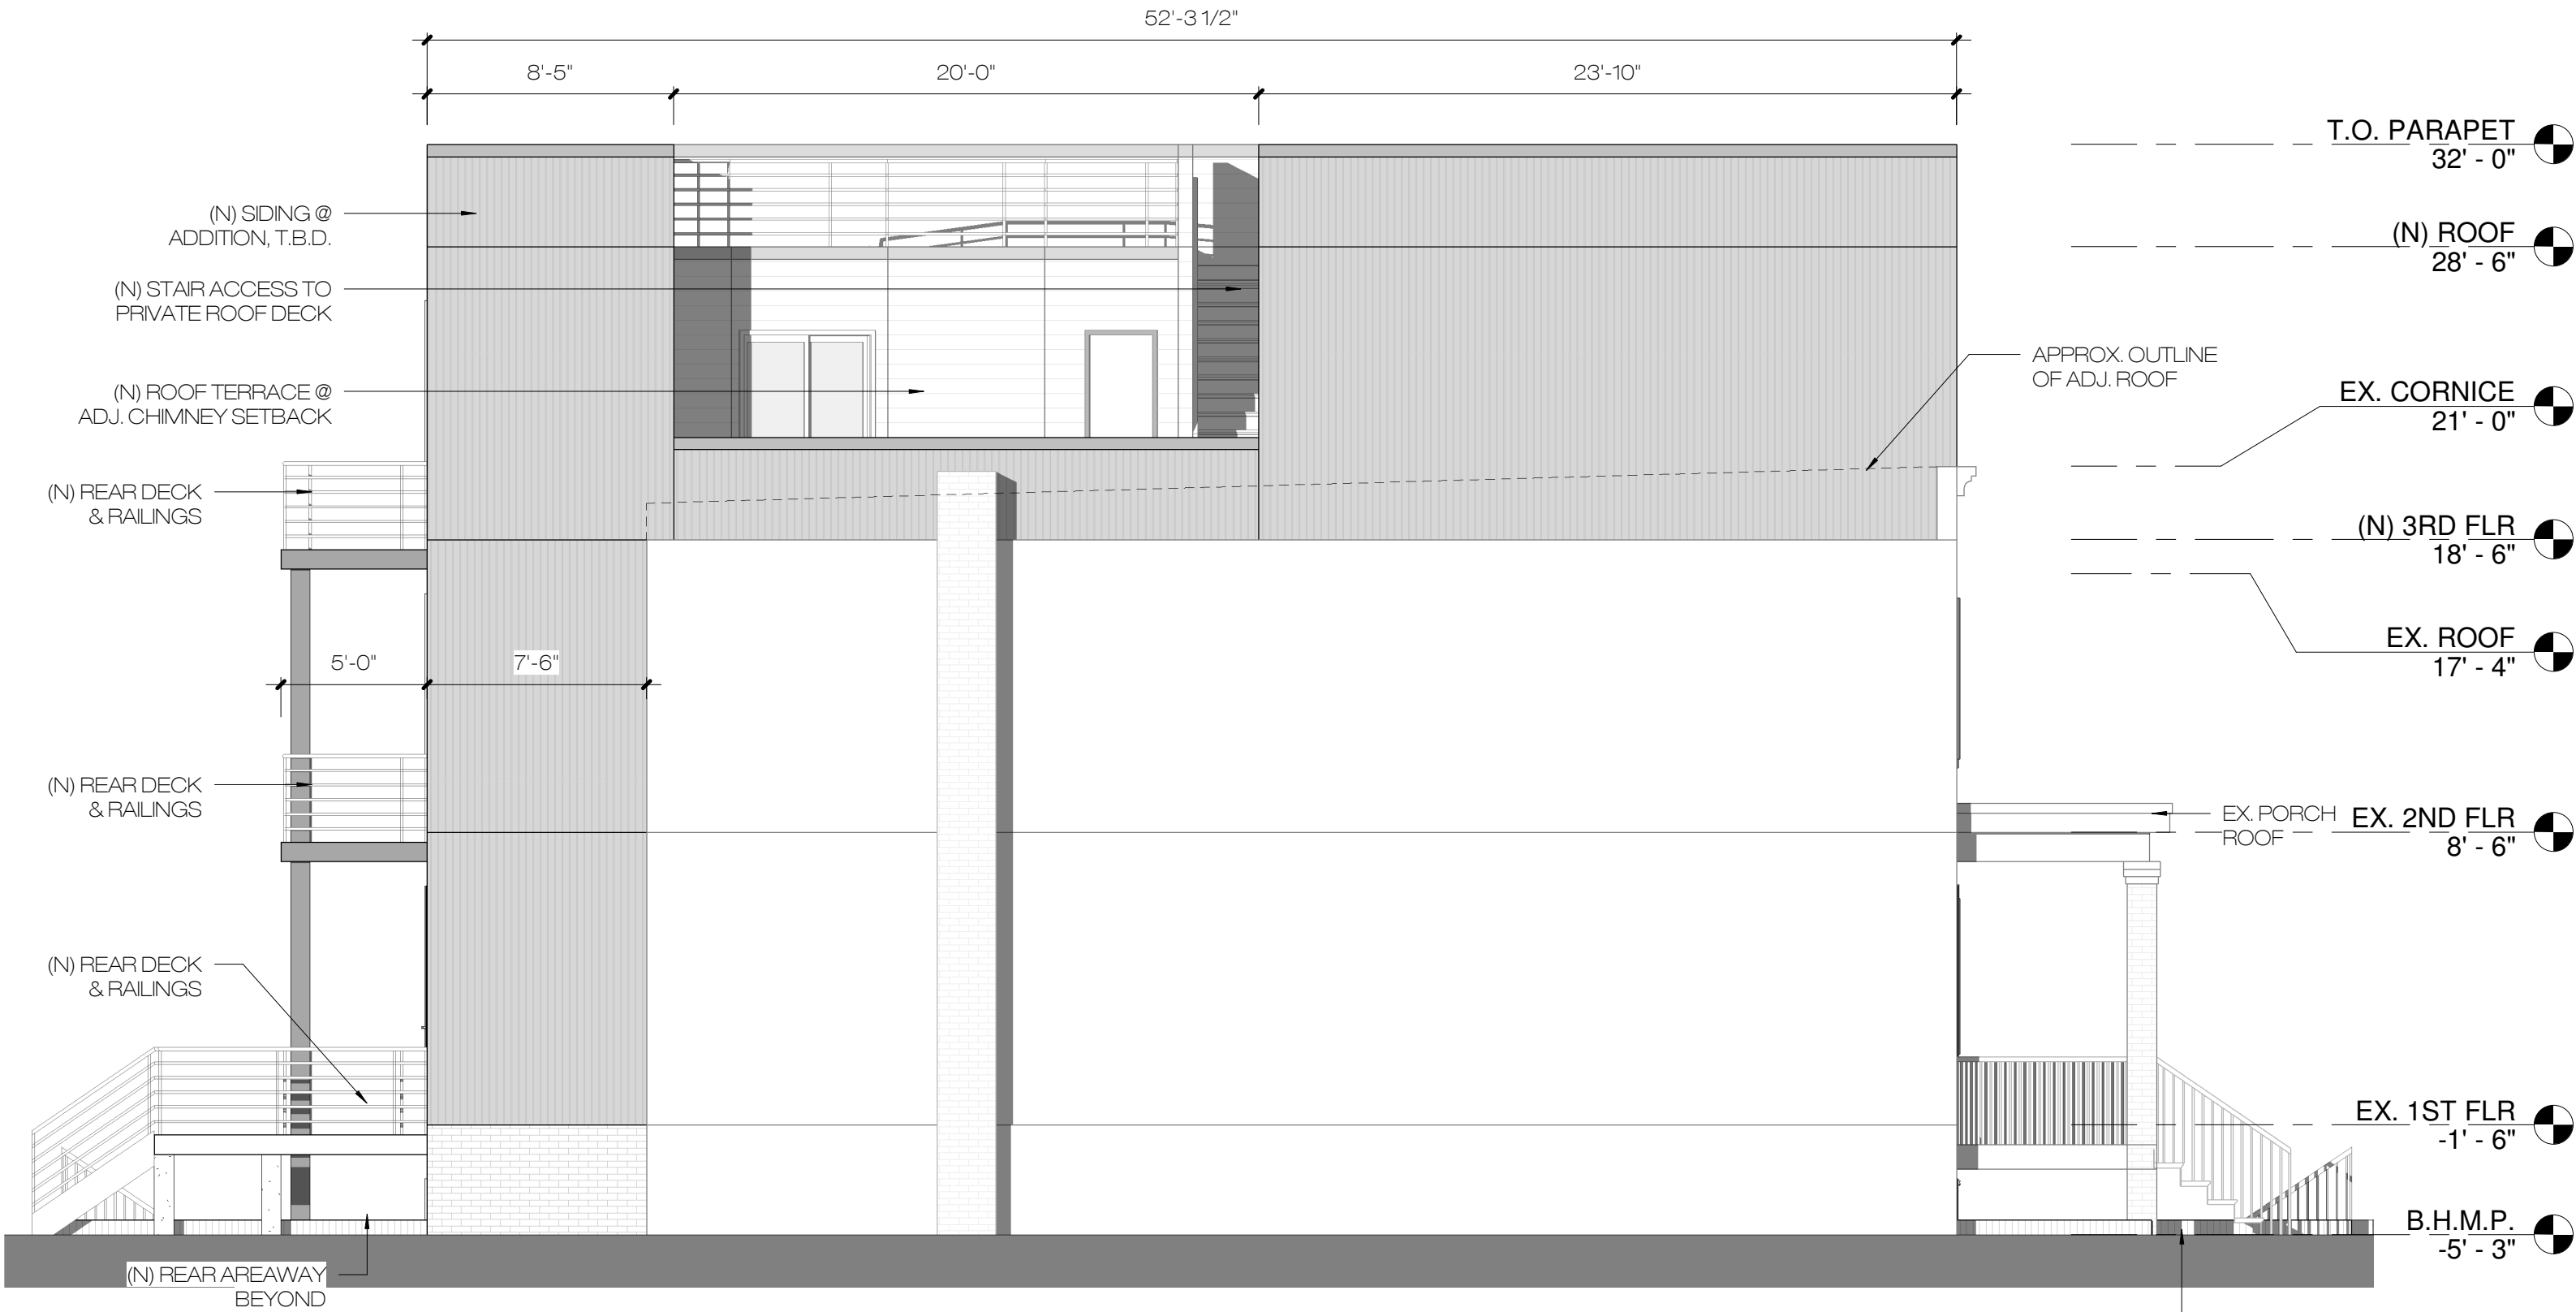 52'-3 1/2"
8'-5"
20'-0"
23'-10"
T.O. PARAPET
32' - 0"
(N) SIDING @
ADDITION, T.B.D.
(N) ROOF
28' - 6"
(N) STAIR ACCESS TO
PRIVATE ROOF DECK
APPROX. OUTLINE
OF ADJ. ROOF
(N) ROOF TERRACE @
ADJ. CHIMNEY SETBACK
EX. CORNICE
21' - 0"
(N) REAR DECK
& RAILINGS
(N) 3RD FLR
18' - 6"
EX. ROOF
17' - 4"
5'-0"
7'-6"
(N) REAR DECK
& RAILINGS
EX. PORCH
ROOF
EX. 2ND FLR
8' - 6"
(N) REAR DECK
& RAILINGS
EX. 1ST FLR
-1' - 6"
B.H.M.P.
-5' - 3"
(N) REAR AREAWAY
BEYOND